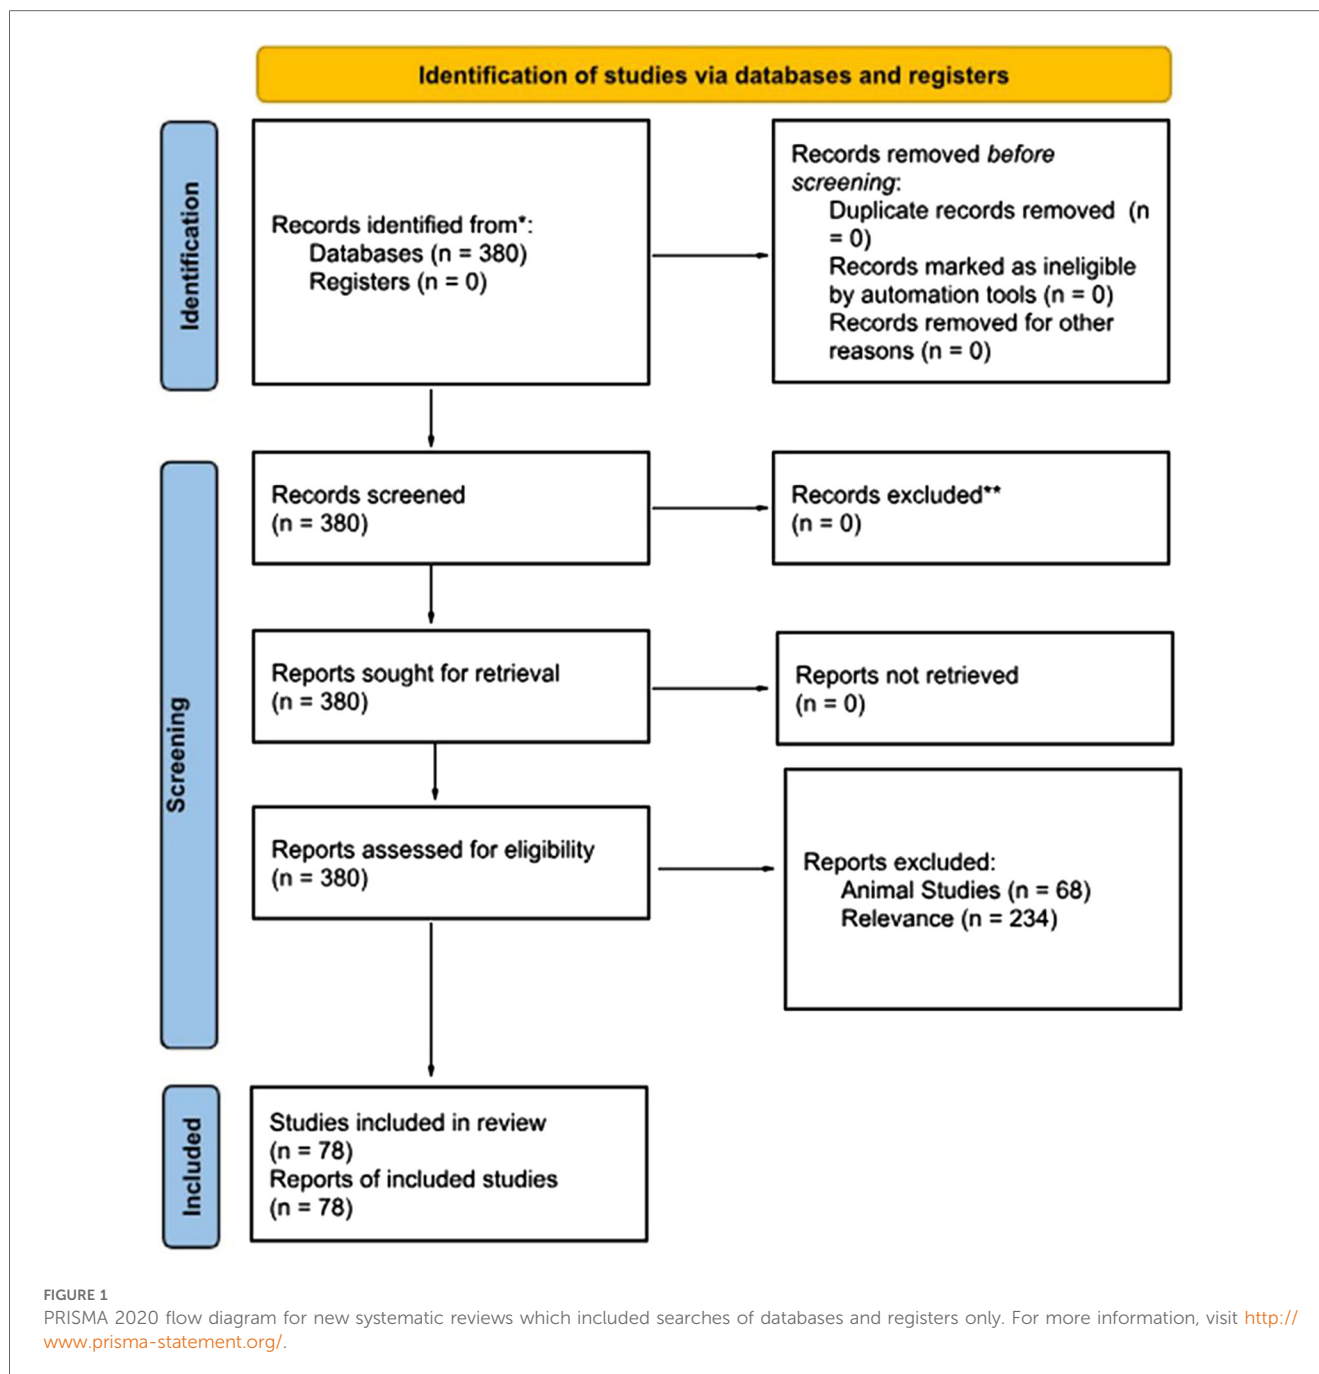 Identification of studies via databases and registers
Identification
Records identified from*:
Databases (n = 380)
Registers (n = 0)
Records removed before
screening:
Duplicate records removed (n
= 0)
Records marked as ineligible
by automation tools (n = 0)
Records removed for other
reasons (n = 0)
Screening
Records screened
(n = 380)
Records excluded**
(n = 0)
Reports sought for retrieval
(n = 380)
Reports not retrieved
(n = 0)
Reports assessed for eligibility
(n = 380)
Reports excluded:
Animal Studies (n = 68)
Relevance (n = 234)
Included
Studies included in review
(n = 78)
Reports of included studies
(n = 78)
FIGURE 1
PRISMA 2020 flow diagram for new systematic reviews which included searches of databases and registers only. For more information, visit http://
www.prisma-statement.org/.